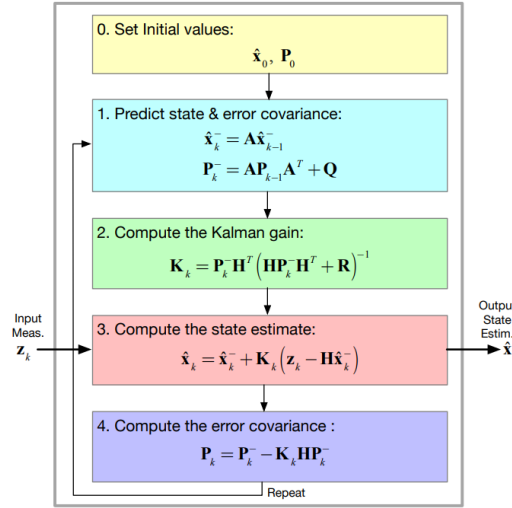 0. Set Initial values:
x̂₀, P₀
1. Predict state & error covariance:
x̂ₖ⁻ = Ax̂ₖ₋₁⁻
Pₖ⁻ = APₖ₋₁Aᵀ + Q
2. Compute the Kalman gain:
Kₖ = Pₖ⁻Hᵀ(HPₖ⁻Hᵀ + R)⁻¹
Input
Meas.
zₖ
3. Compute the state estimate:
x̂ₖ = x̂ₖ⁻ + Kₖ(zₖ − Hx̂ₖ⁻)
Outpu
State
Estim.
x̂
4. Compute the error covariance :
Pₖ = Pₖ⁻ − KₖHPₖ⁻
Repeat